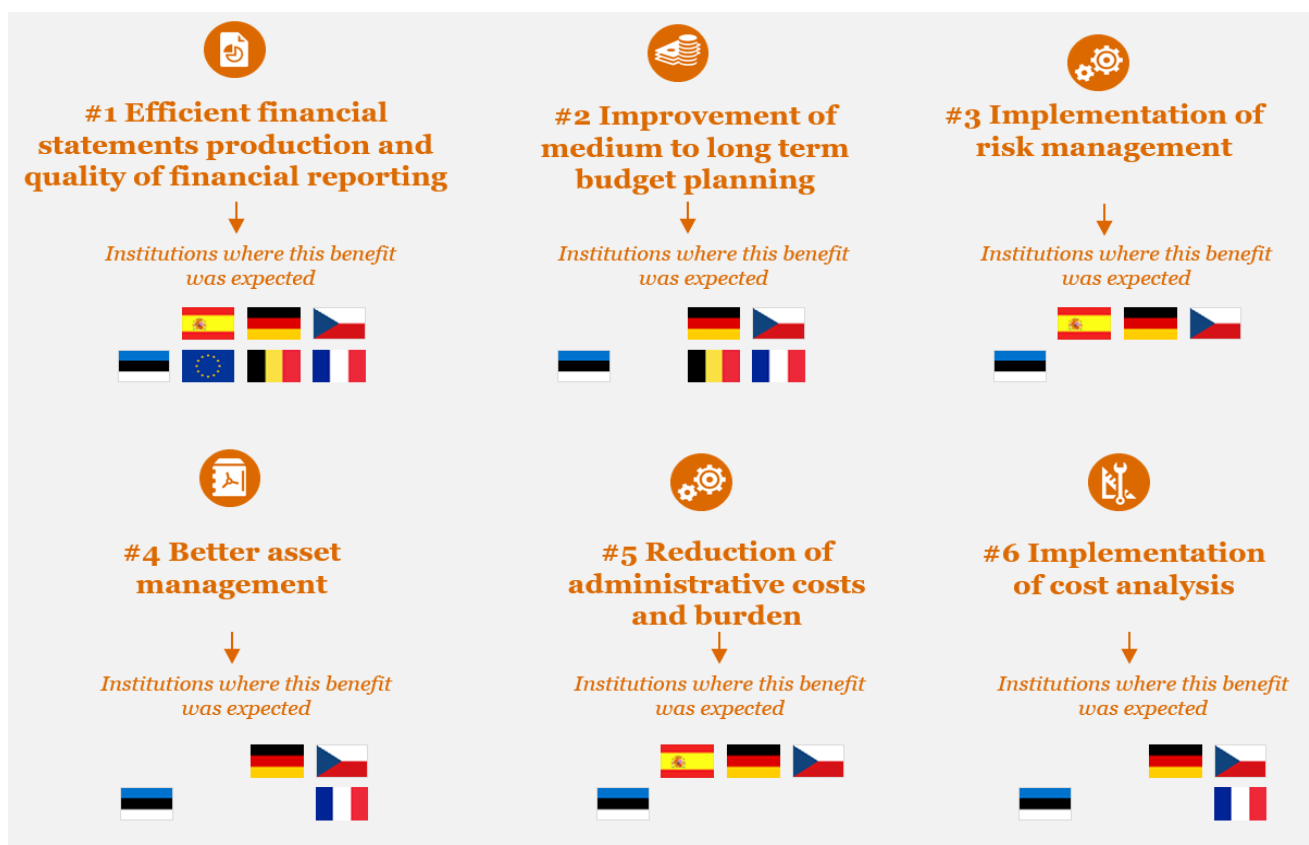 #1 Efficient financial
statements production and
quality of financial reporting
Institutions where this benefit
was expected
#2 Improvement of
medium to long term
budget planning
Institutions where this benefit
was expected
#3 Implementation of
risk management
Institutions where this benefit
was expected
#4 Better asset
management
Institutions where this benefit
was expected
#5 Reduction of
administrative costs
and burden
Institutions where this benefit
was expected
#6 Implementation
of cost analysis
Institutions where this benefit
was expected